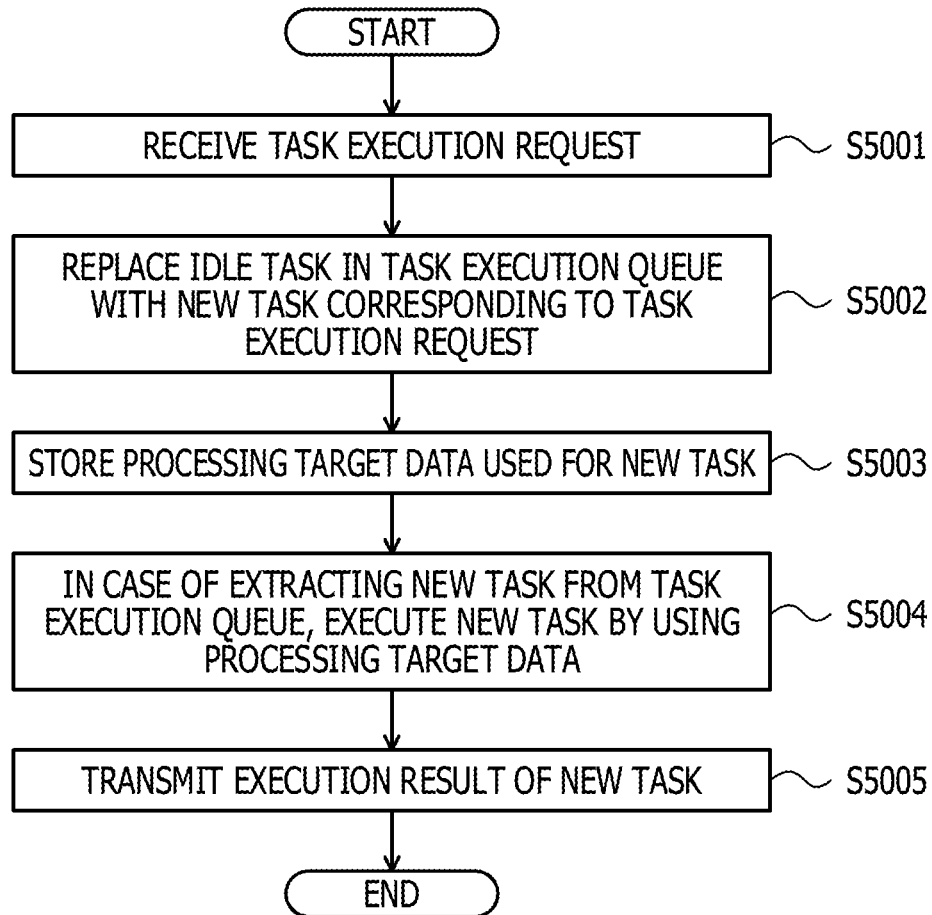 START
RECEIVE TASK EXECUTION REQUEST
S5001
REPLACE IDLE TASK IN TASK EXECUTION QUEUE
WITH NEW TASK CORRESPONDING TO TASK
EXECUTION REQUEST
S5002
STORE PROCESSING TARGET DATA USED FOR NEW TASK
S5003
IN CASE OF EXTRACTING NEW TASK FROM TASK
EXECUTION QUEUE, EXECUTE NEW TASK BY USING
PROCESSING TARGET DATA
S5004
TRANSMIT EXECUTION RESULT OF NEW TASK
S5005
END